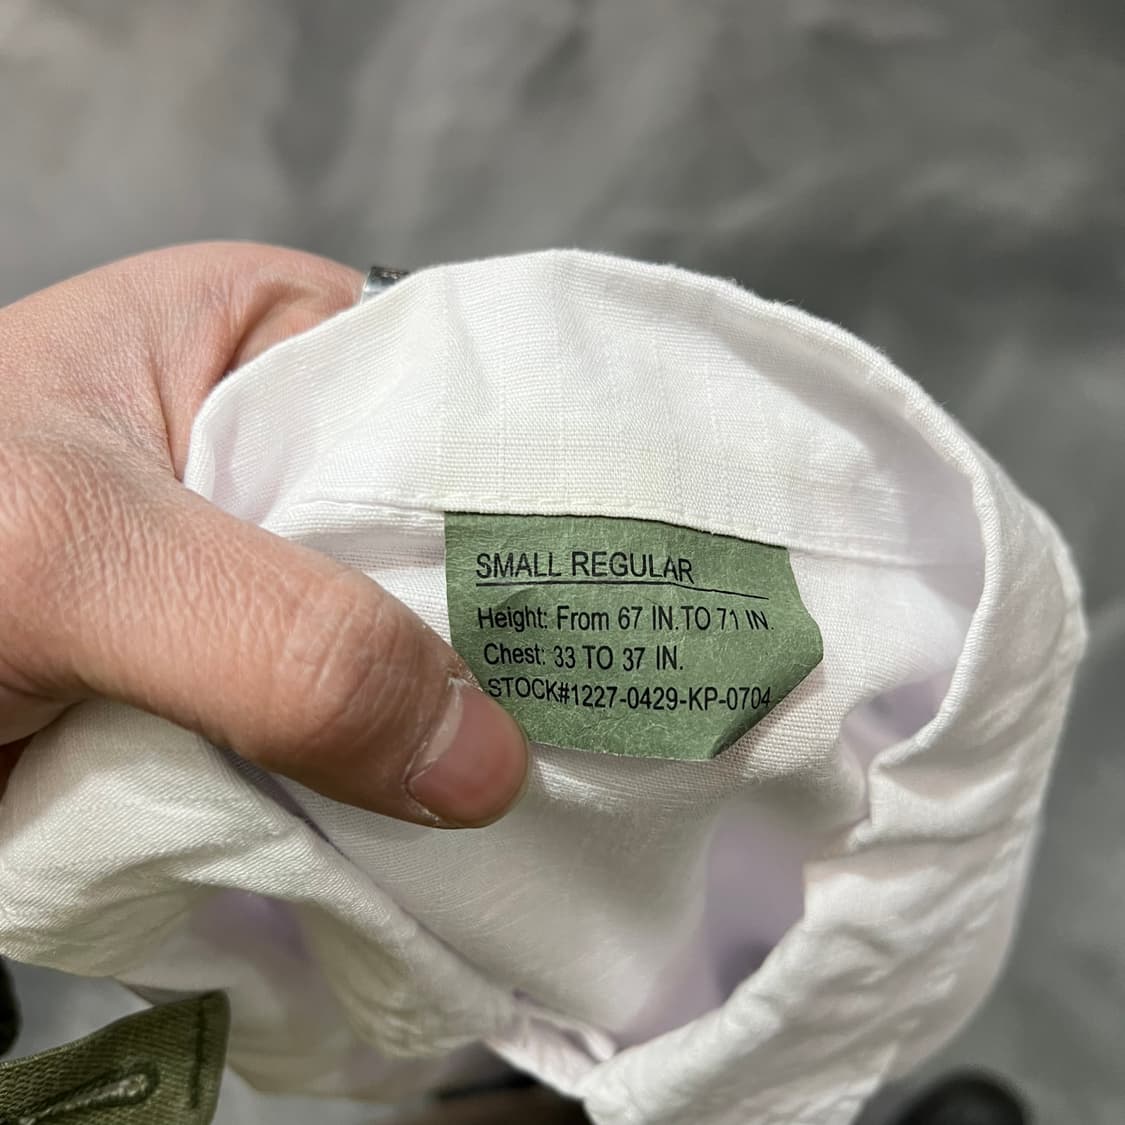 SMALL REGULAR
Height: From 67 IN.TO 71 IN.
Chest: 33 TO 37 IN.
STOCK#1227-0429-KP-0704